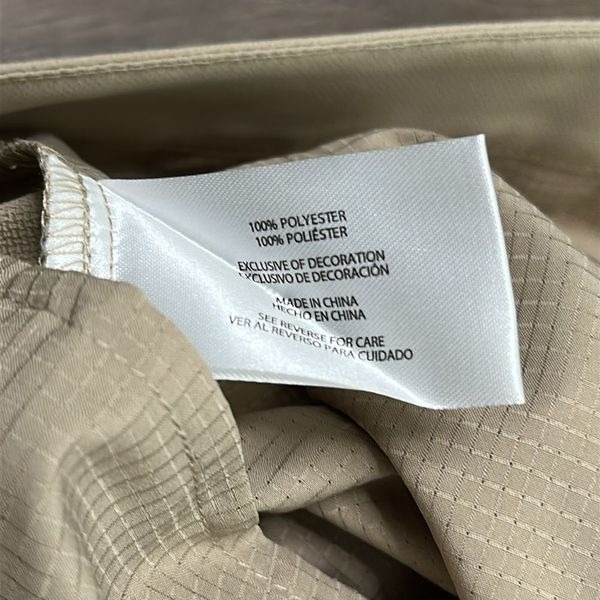 100% POLYESTER
100% POLIÉSTER
EXCLUSIVE OF DECORATION
EXCLUSIVO DE DECORACIÓN
MADE IN CHINA
HECHO EN CHINA
SEE REVERSE FOR CARE
VER AL REVERSO PARA CUIDADO